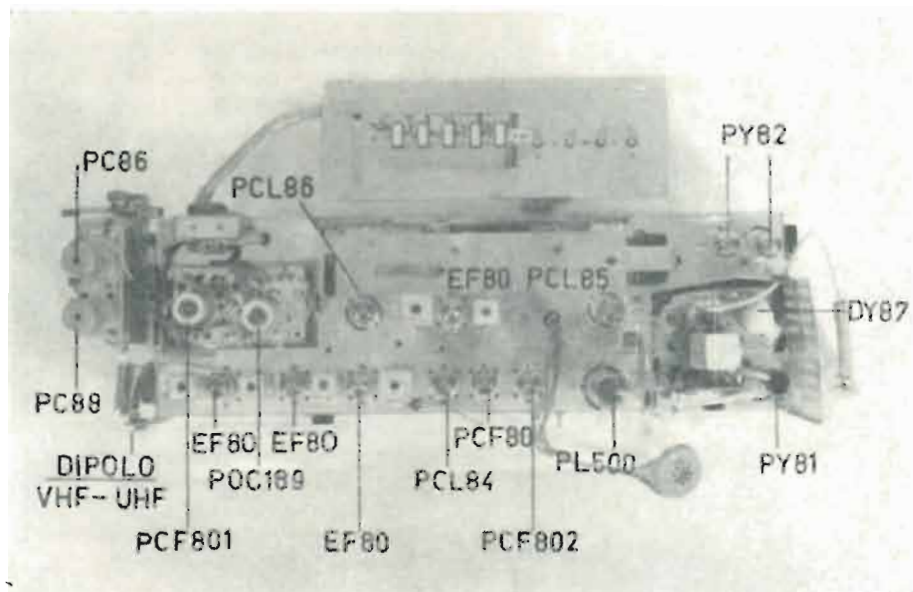 PY82
PC86
PCL86
EF80 PCL85
DY87
PC88
EF80
EF80
PCF80
PL500
PY81
DIPOLO
VHF-UHF
PCC189
PCL84
PCF801
EF80
PCF802